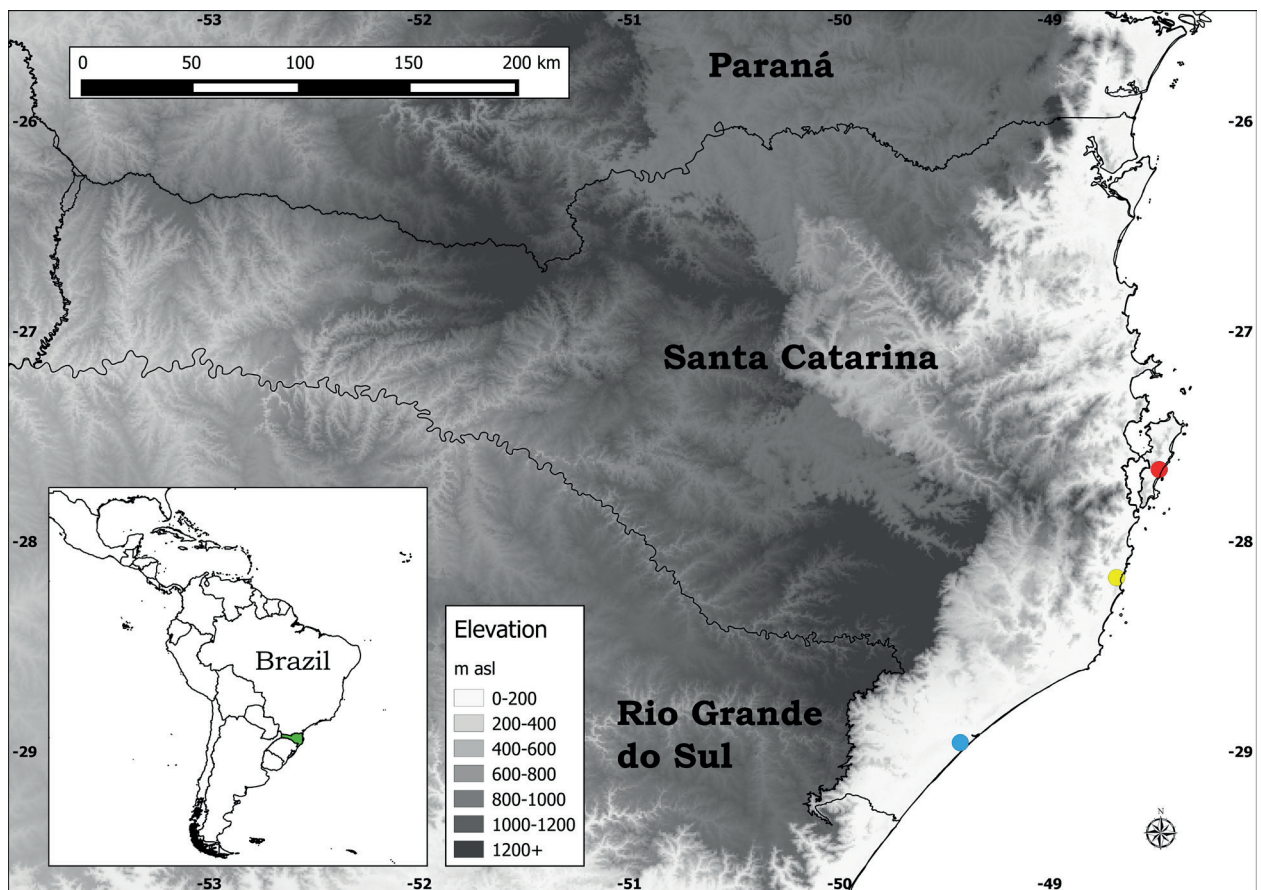 -53 -52 -51 -50 -49
0 50 100 150 200 km
Paraná
-26 -26
-27 -27
Santa Catarina
-28 -28
Brazil
Elevation
m asl
0-200
200-400
400-600
600-800
800-1000
1000-1200
1200+
Rio Grande
do Sul
-29 -29
N
-53 -52 -51 -50 -49